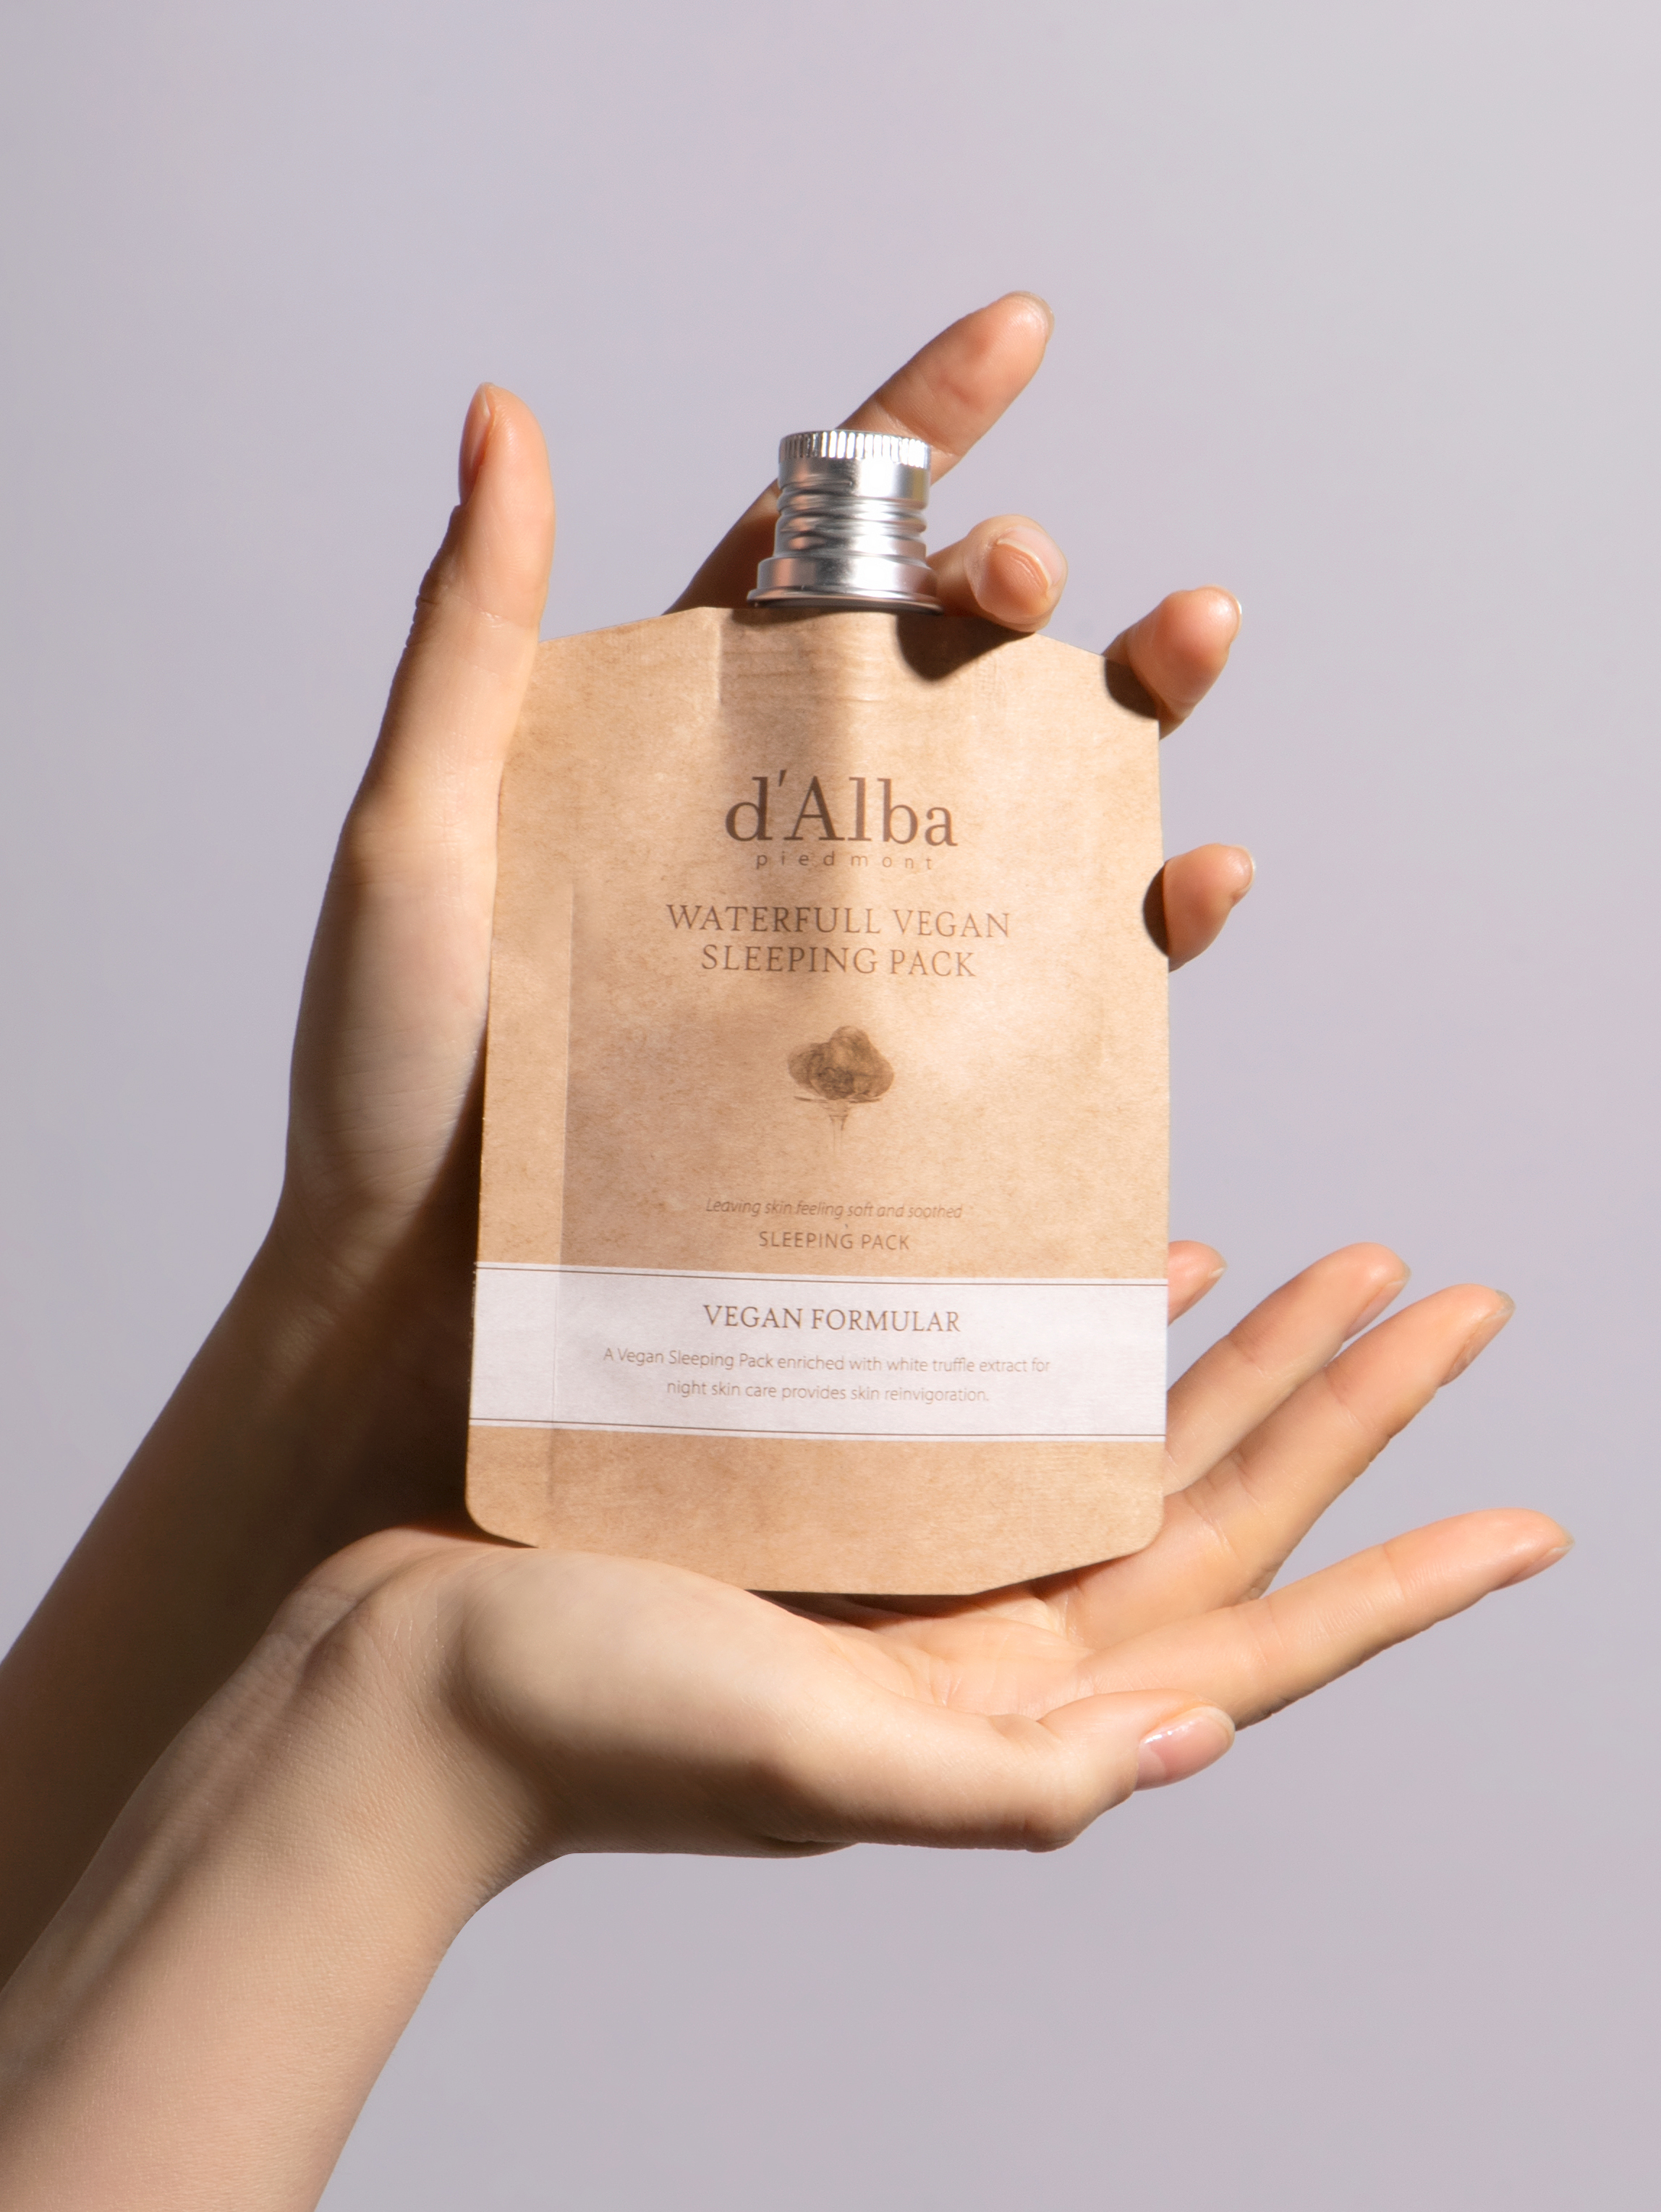 d'Alba
piedmont
WATERFULL VEGAN
SLEEPING PACK
Leaving skin feeling soft and soothed
SLEEPING PACK
VEGAN FORMULAR
A Vegan Sleeping Pack enriched with white truffle extract for
night skin care provides skin reinvigoration.